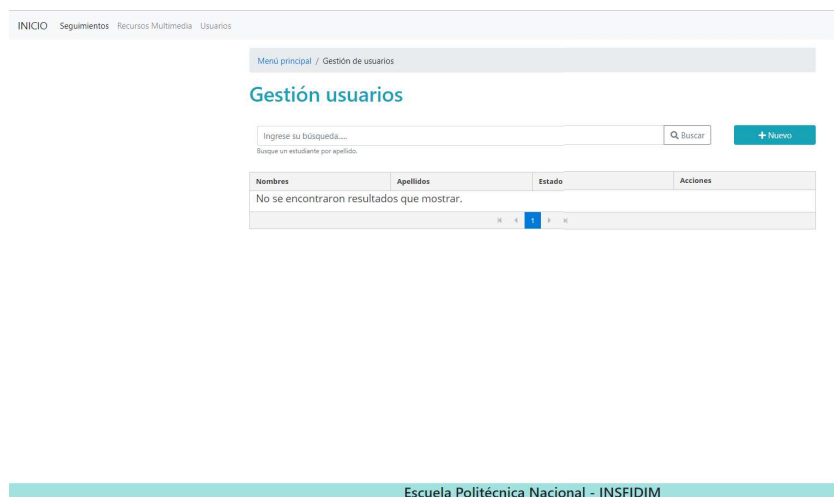 INICIO Seguimientos Recursos Multimedia Usuarios
Menú principal / Gestión de usuarios
Gestión usuarios
Ingrese su búsqueda.... Buscar + Nuevo
Busque un estudiante por apellido.
Nombres Apellidos Estado Acciones
No se encontraron resultados que mostrar.
1
Escuela Politécnica Nacional - INSFIDIM